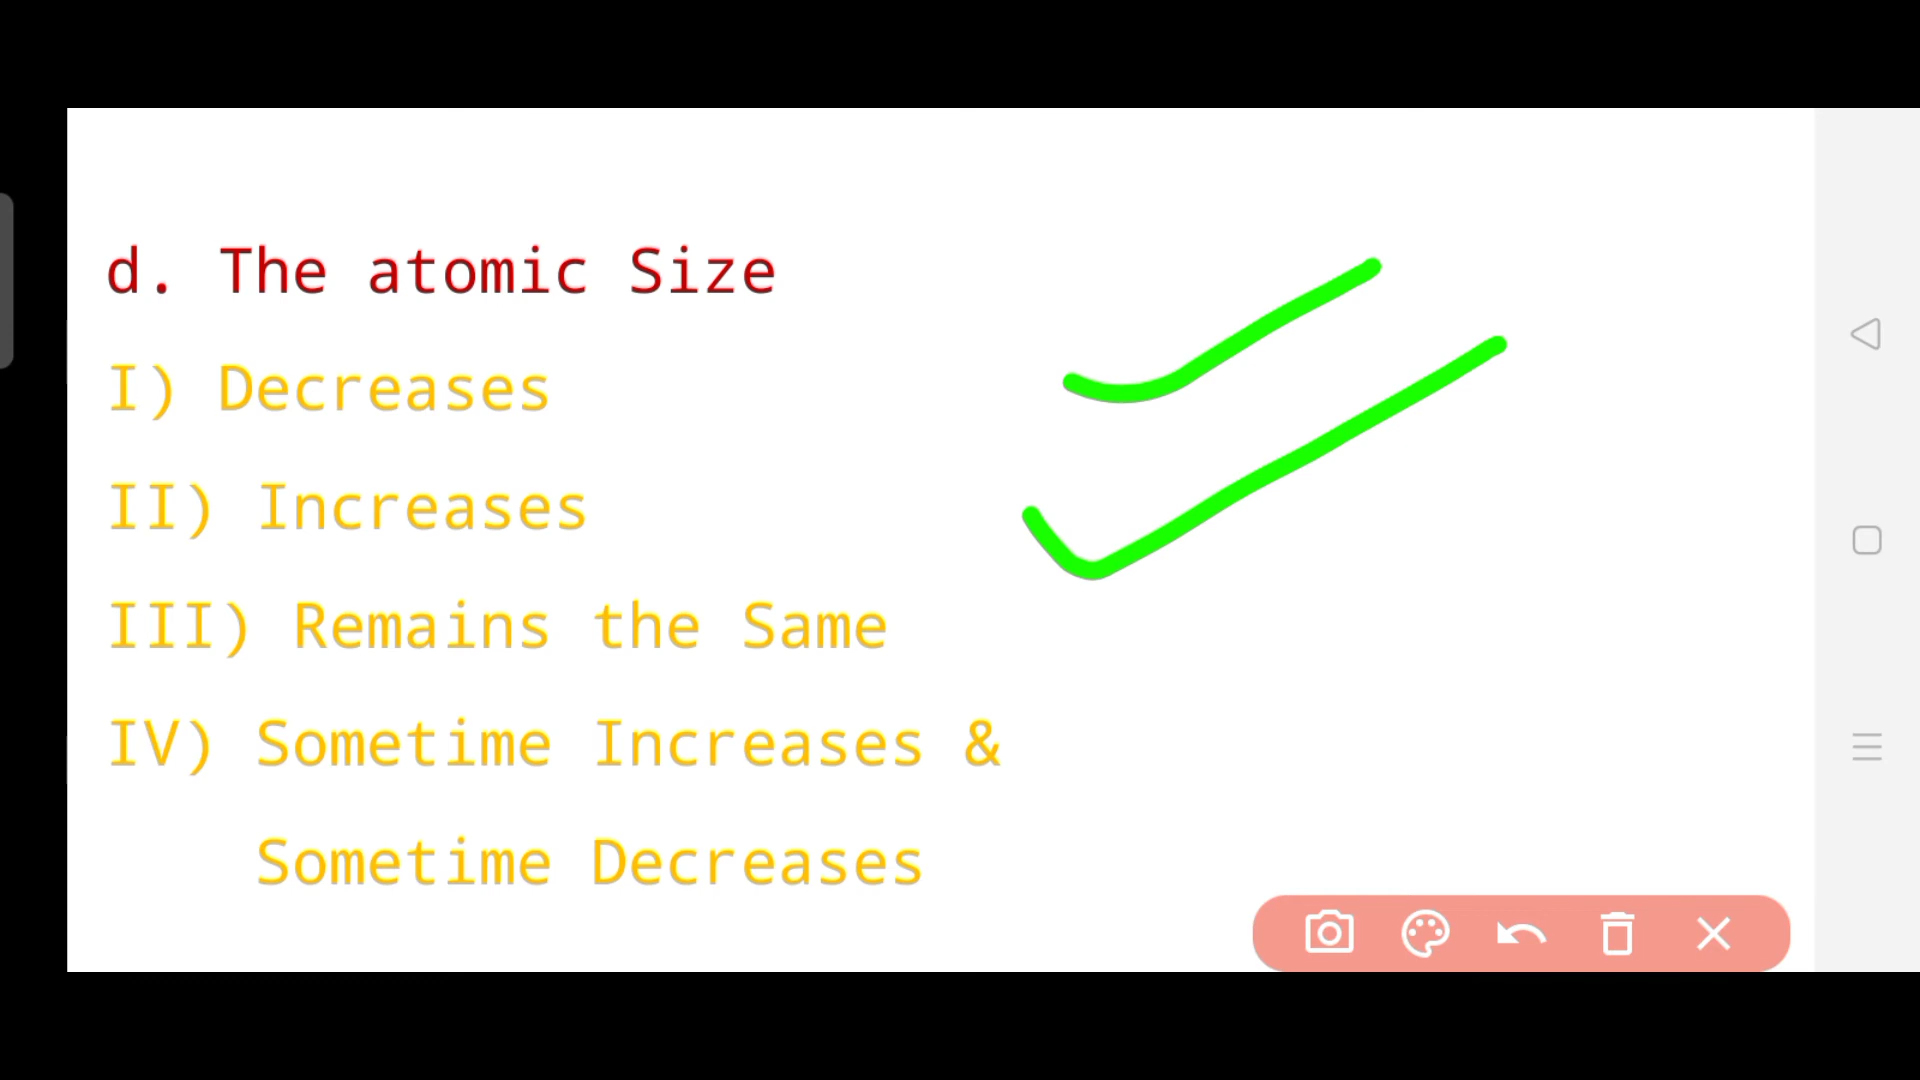 d. The atomic Size
I) Decreases
II) Increases
III) Remains the Same
IV) Sometime Increases &
Sometime Decreases